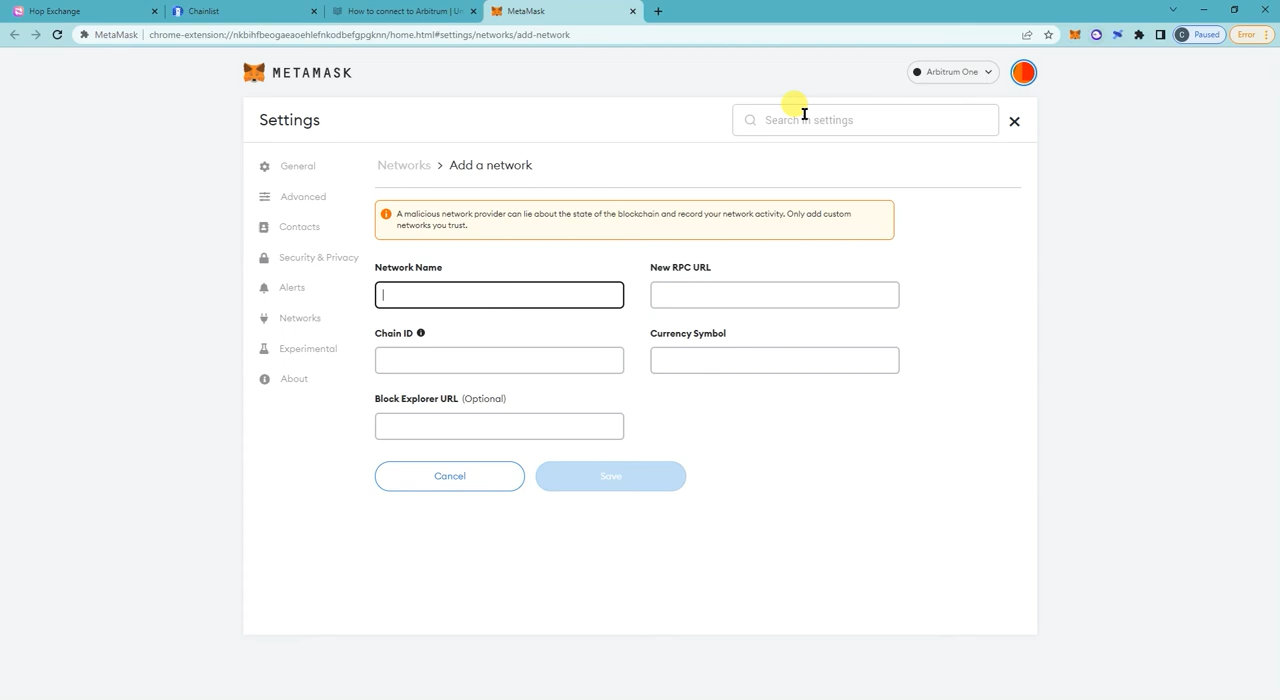 Hop Exchange
Chainlist
How to connect to Arbitrum | Un
MetaMask
MetaMask
chrome-extension://nkbihfbeogaeaoehlefnkodbefgpgknn/home.html#settings/networks/add-network
C Paused
Error
METAMASK
Arbitrum One
Settings
Search in settings
General
Advanced
Contacts
Security & Privacy
Alerts
Networks
Experimental
About
Networks > Add a network
A malicious network provider can lie about the state of the blockchain and record your network activity. Only add custom
networks you trust.
Network Name
New RPC URL
Chain ID
Currency Symbol
Block Explorer URL (Optional)
Cancel
Save